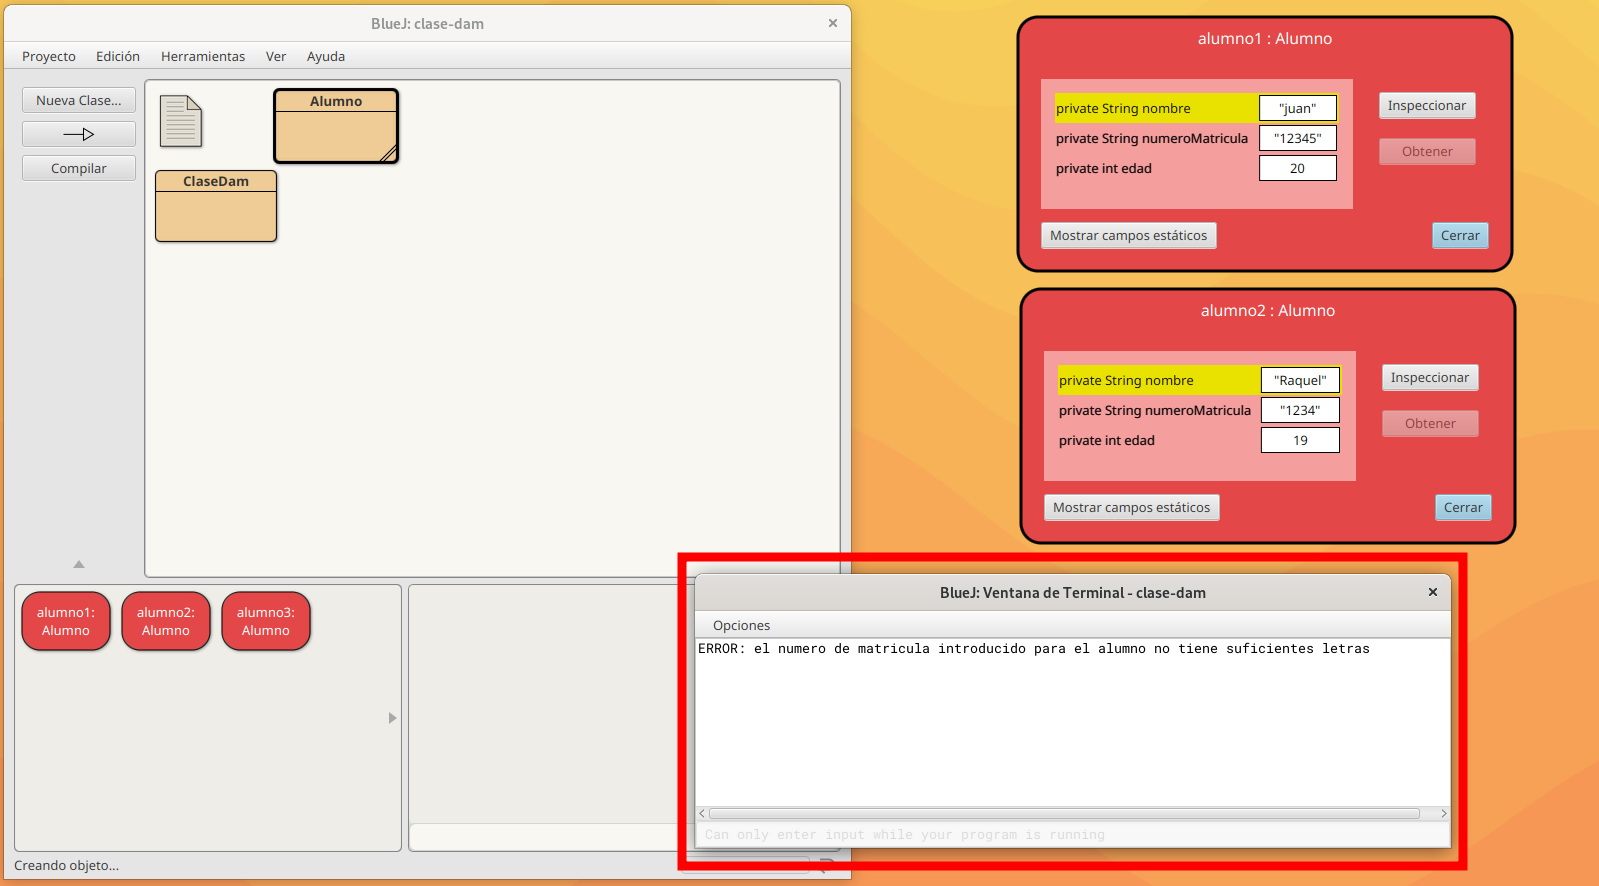 BlueJ: clase-dam
Proyecto Edición Herramientas Ver Ayuda
Nueva Clase...
Compilar
Alumno
ClaseDam
alumno1:
Alumno
alumno2:
Alumno
alumno3:
Alumno
Creando objeto...
alumno1 : Alumno
private String nombre "juan"
private String numeroMatricula "12345"
private int edad 20
Inspeccionar
Obtener
Mostrar campos estáticos
Cerrar
alumno2 : Alumno
private String nombre "Raquel"
private String numeroMatricula "1234"
private int edad 19
Inspeccionar
Obtener
Mostrar campos estáticos
Cerrar
BlueJ: Ventana de Terminal - clase-dam
Opciones
ERROR: el numero de matricula introducido para el alumno no tiene suficientes letras
Can only enter input while your program is running